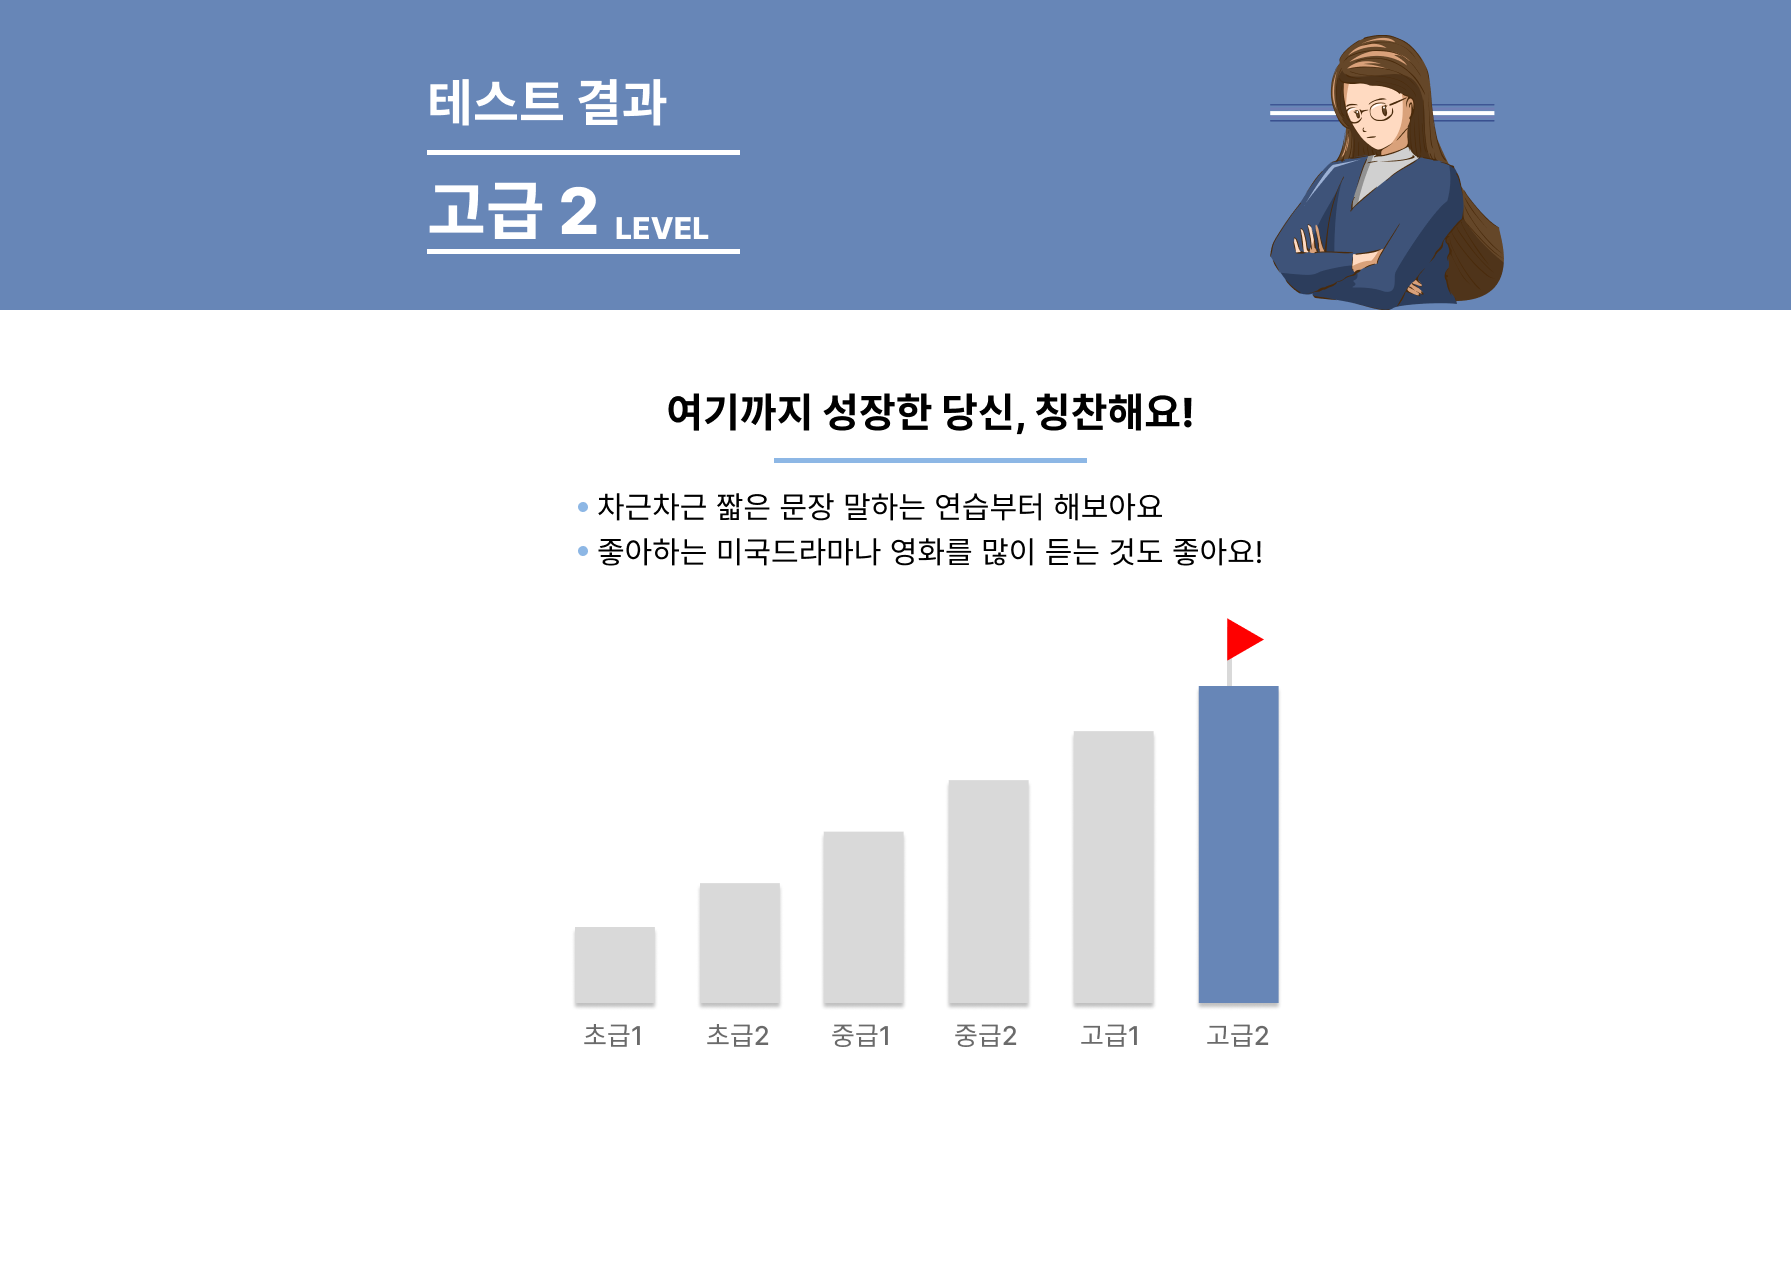 테스트 결과
고급 2 LEVEL
여기까지 성장한 당신, 칭찬해요!
차근차근 짧은 문장 말하는 연습부터 해보아요
좋아하는 미국드라마나 영화를 많이 듣는 것도 좋아요!
초급1 초급2 중급1 중급2 고급1 고급2